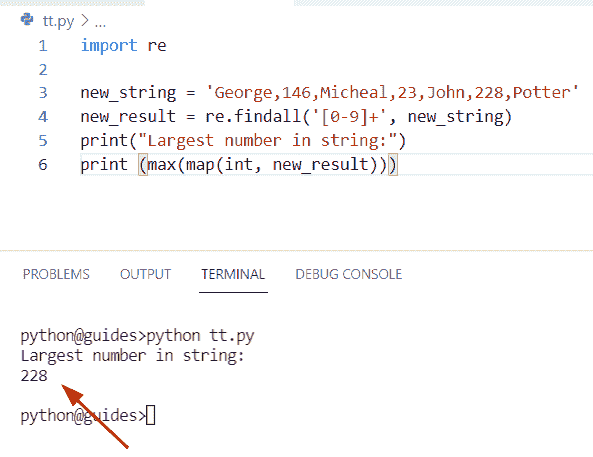 tt.py > ...
1 import re
2
3 new_string = 'George,146,Micheal,23,John,228,Potter'
4 new_result = re.findall('[0-9]+', new_string)
5 print("Largest number in string:")
6 print (max(map(int, new_result)))
PROBLEMS OUTPUT TERMINAL DEBUG CONSOLE
python@guides>python tt.py
Largest number in string:
228
python@guides>